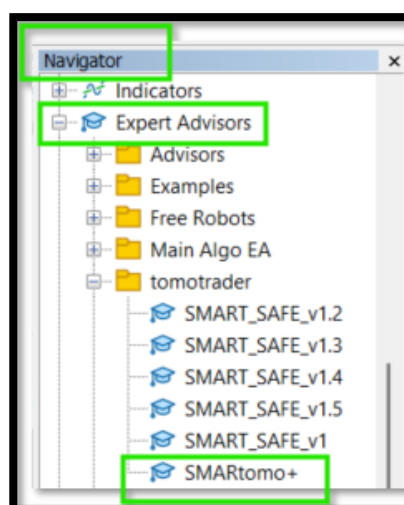 Navigator
Indicators
Expert Advisors
Advisors
Examples
Free Robots
Main Algo EA
tomotrader
SMART_SAFE_v1.2
SMART_SAFE_v1.3
SMART_SAFE_v1.4
SMART_SAFE_v1.5
SMART_SAFE_v1
SMARtomo+